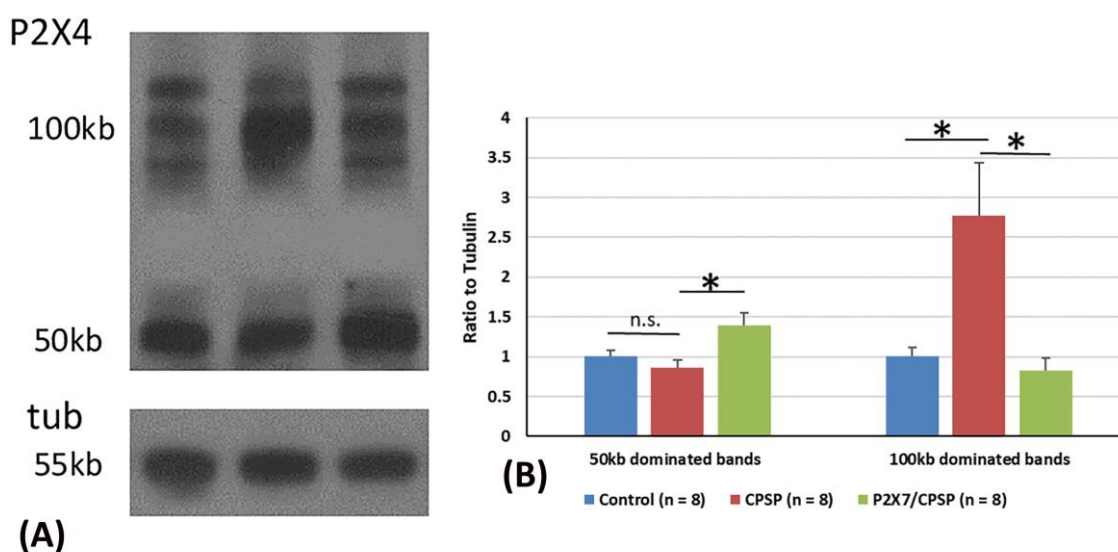 P2X4
100kb
50kb
tub
55kb
(A)
4
3.5
3
2.5
2
1.5
1
0.5
0
Ratio to Tubulin
n.s.
*
*
*
50kb dominated bands
100kb dominated bands
(B)
Control (n = 8)
CPSP (n = 8)
P2X7/CPSP (n = 8)